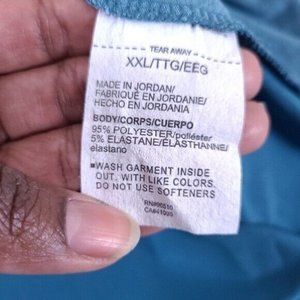 TEAR AWAY
XXL/TTG/EEG
MADE IN JORDAN/
FABRIQUÉ EN JORDANIE/
HECHO EN JORDANIA
BODY/CORPS/CUERPO
95% POLYESTER/poliéster
5% ELASTANE/ÉLASTHANNE/
elastano
■WASH GARMENT INSIDE
OUT, WITH LIKE COLORS.
DO NOT USE SOFTENERS